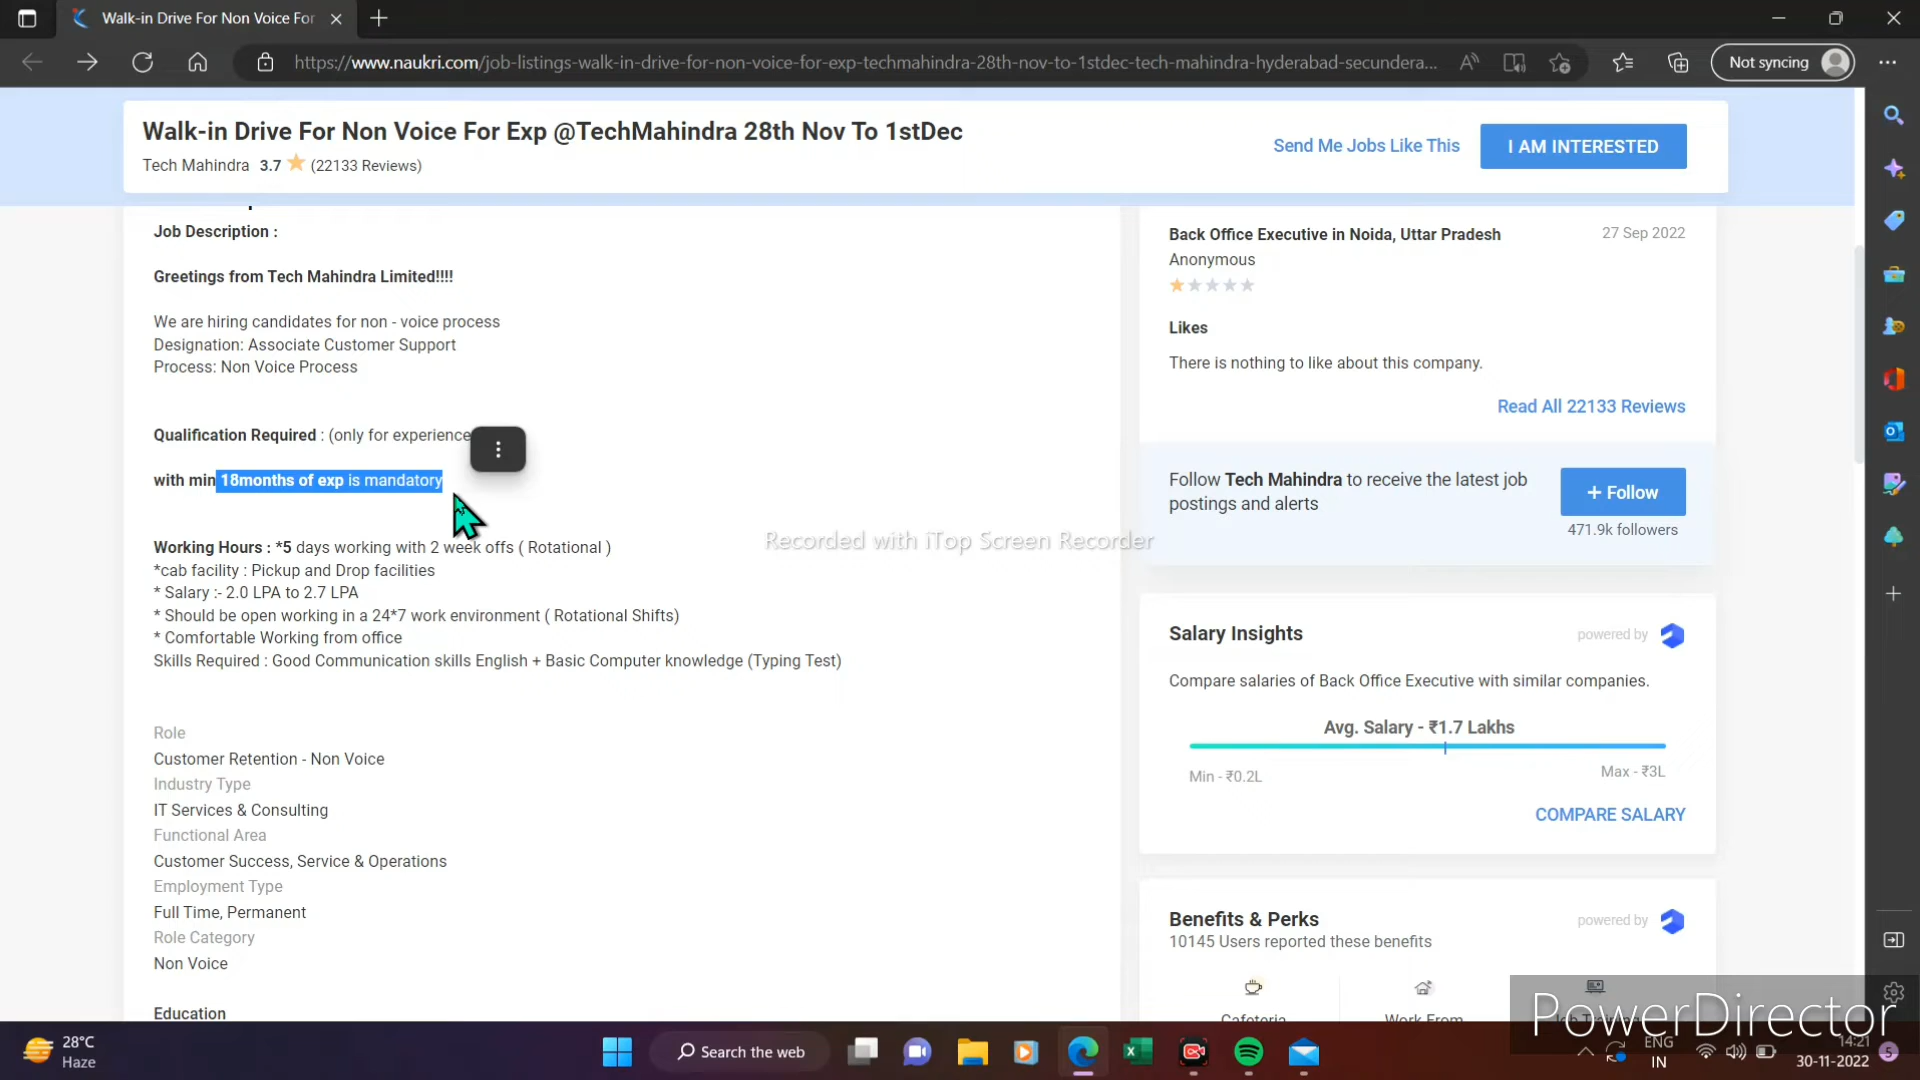 Walk-in Drive For Non Voice For
https://www.naukri.com/job-listings-walk-in-drive-for-non-voice-for-exp-techmahindra-28th-nov-to-1stdec-tech-mahindra-hyderabad-secundera...
Not syncing
Walk-in Drive For Non Voice For Exp @TechMahindra 28th Nov To 1stDec
Tech Mahindra 3.7 (22133 Reviews)
Send Me Jobs Like This
I AM INTERESTED
Job Description :
Greetings from Tech Mahindra Limited!!!!
We are hiring candidates for non - voice process
Designation: Associate Customer Support
Process: Non Voice Process
Qualification Required : (only for experience
with min 18months of exp is mandatory
Working Hours : *5 days working with 2 week offs ( Rotational )
*cab facility : Pickup and Drop facilities
* Salary :- 2.0 LPA to 2.7 LPA
* Should be open working in a 24*7 work environment ( Rotational Shifts)
* Comfortable Working from office
Skills Required : Good Communication skills English + Basic Computer knowledge (Typing Test)
Role
Customer Retention - Non Voice
Industry Type
IT Services & Consulting
Functional Area
Customer Success, Service & Operations
Employment Type
Full Time, Permanent
Role Category
Non Voice
Education
Back Office Executive in Noida, Uttar Pradesh
27 Sep 2022
Anonymous
Likes
There is nothing to like about this company.
Read All 22133 Reviews
Follow Tech Mahindra to receive the latest job
postings and alerts
+ Follow
471.9k followers
Recorded with iTop Screen Recorder
Salary Insights
powered by
Compare salaries of Back Office Executive with similar companies.
Avg. Salary - ₹1.7 Lakhs
Min - ₹0.2L
Max - ₹3L
COMPARE SALARY
Benefits & Perks
powered by
10145 Users reported these benefits
Cafeteria
Work From
PowerDirector
28°C
Haze
Search the web
ENG
IN
14:21
30-11-2022
5